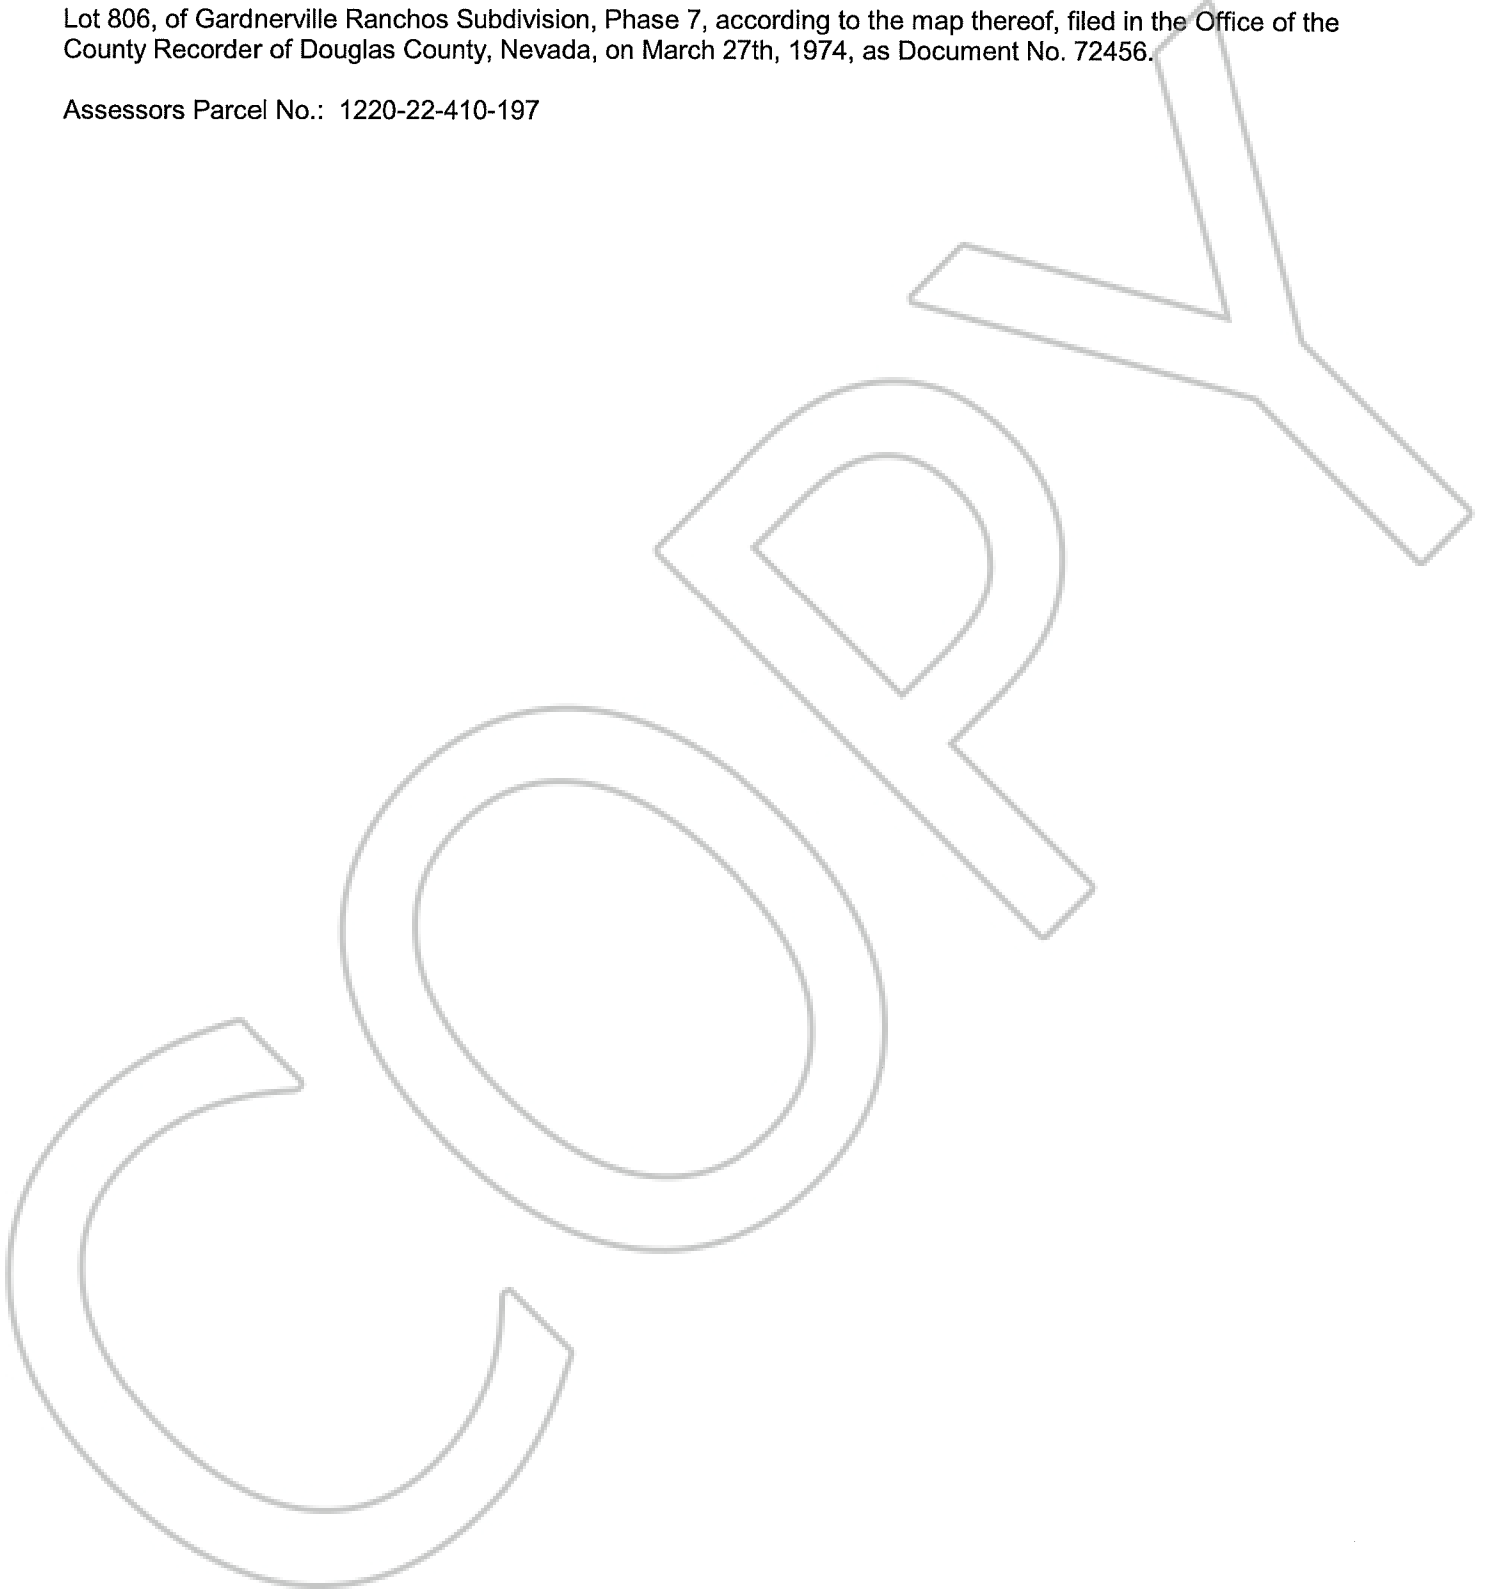 Lot 806, of Gardnerville Ranchos Subdivision, Phase 7, according to the map thereof, filed in the Office of the
County Recorder of Douglas County, Nevada, on March 27th, 1974, as Document No. 72456.
Assessors Parcel No.: 1220-22-410-197
COPY